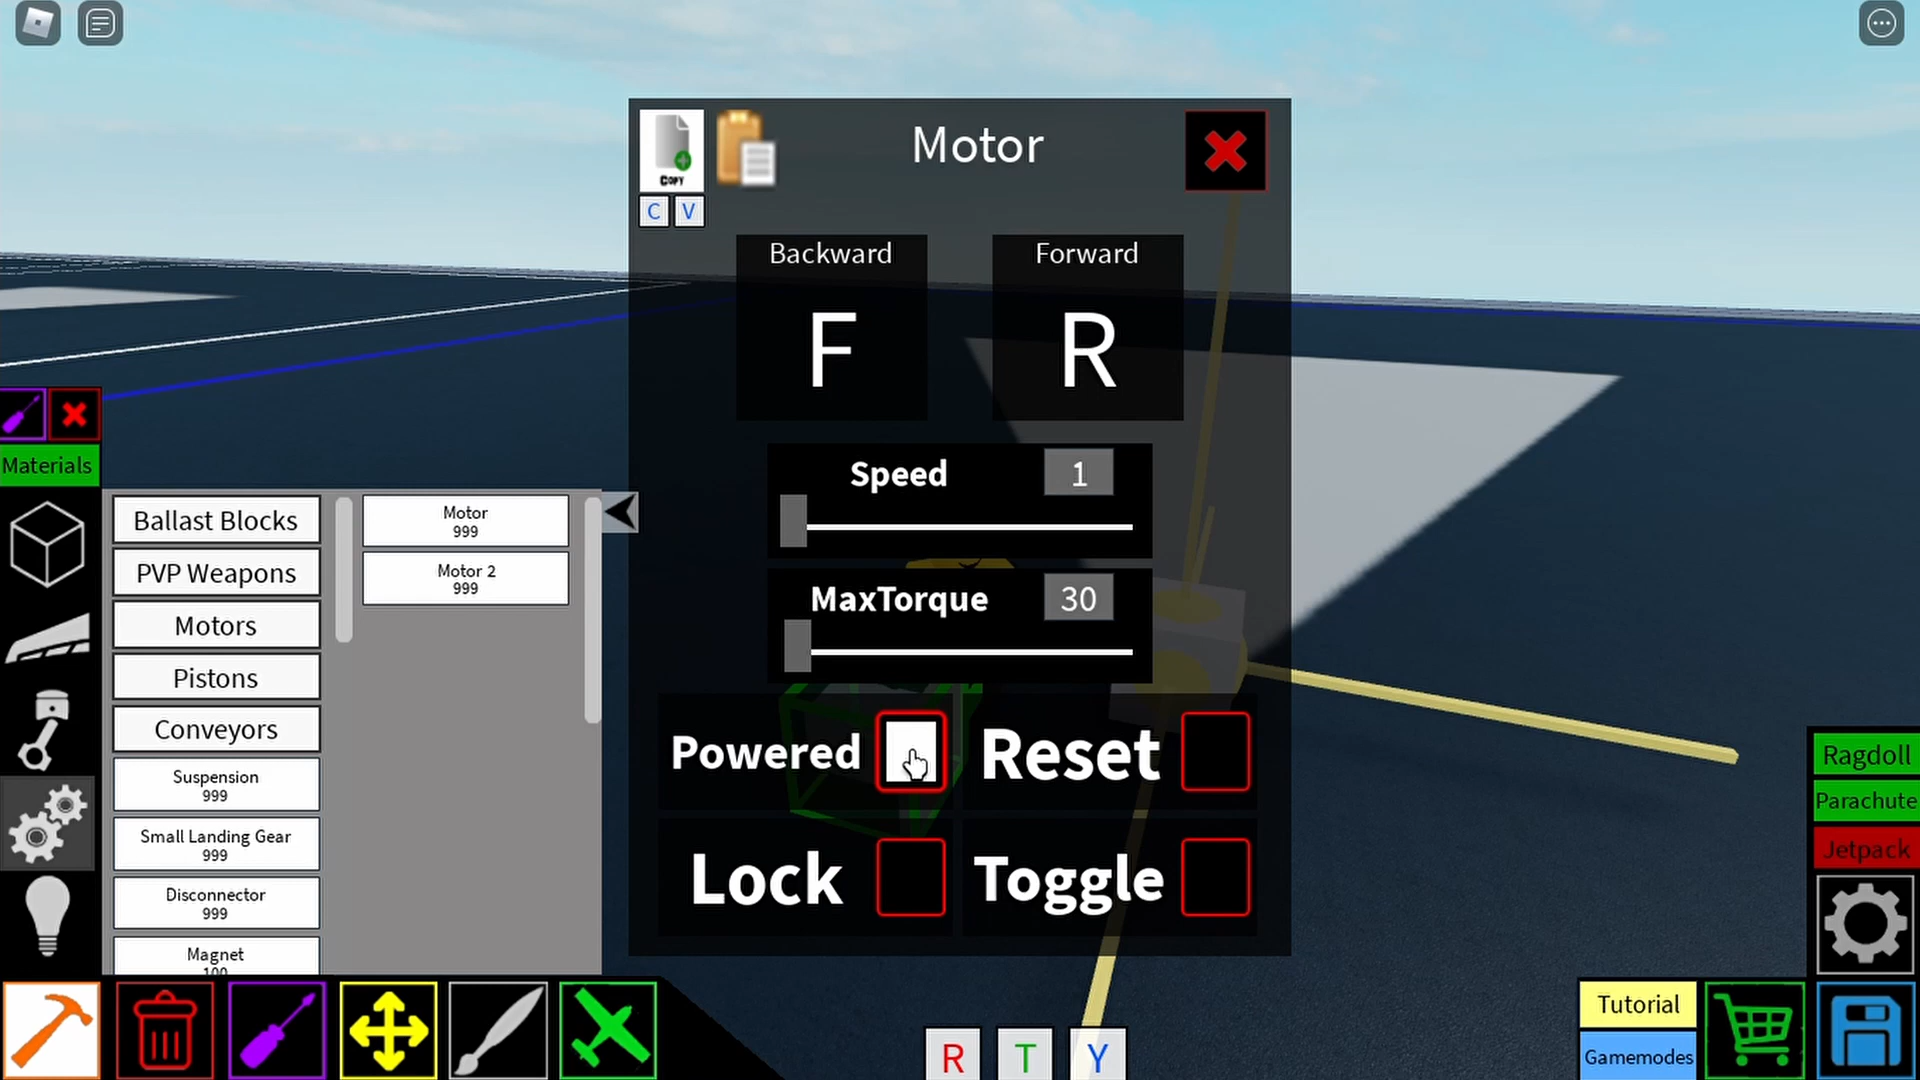 COPY
Motor
C V
Backward
Forward
F
R
Speed 1
MaxTorque 30
Powered
Reset
Lock
Toggle
Materials
Ballast Blocks
PVP Weapons
Motors
Pistons
Conveyors
Suspension
999
Small Landing Gear
999
Disconnector
999
Magnet
100
Motor
999
Motor 2
999
Ragdoll
Parachute
Jetpack
Tutorial
Gamemodes
R T Y